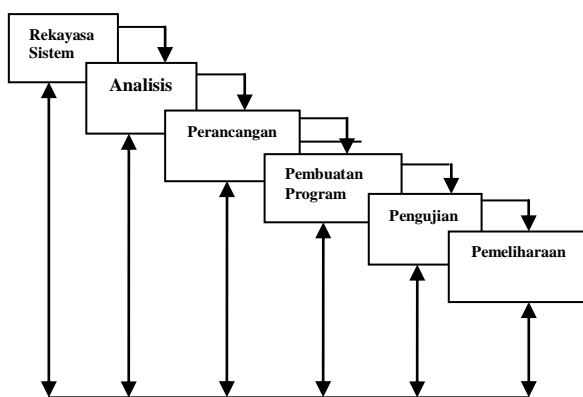 Rekayasa
Sistem
Analisis
Perancangan
Pembuatan
Program
Pengujian
Pemeliharaan